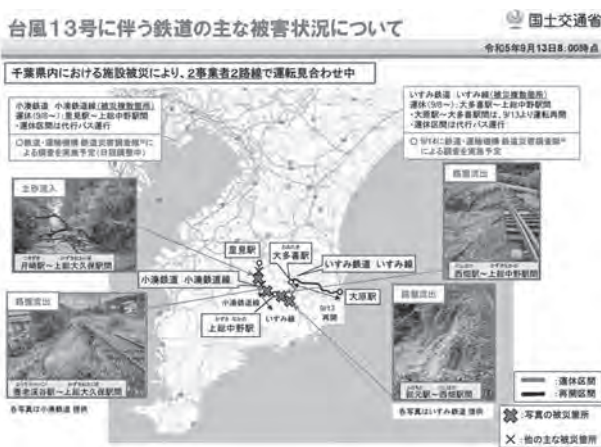 台風13号に伴う鉄道の主な被害状況について
国土交通省
令和5年9月13日8:00時点
千葉県内における施設被災により、2事業者2路線で運転見合わせ中
小湊鉄道 小湊鉄道線(被災複数箇所)
運休(9/8~):里見駅~上総中野駅間
・運休区間は代行バス運行
○鉄道・運輸機構 鉄道災害調査隊
による調査を実施予定(日程調整中)
いすみ鉄道 いすみ線(被災複数箇所)
運休(9/8~):大多喜駅~上総中野駅間
・大原駅~大多喜駅間は、9/13より運転再開
・運休区間は代行バス運行
○9/14に鉄道・運輸機構 鉄道災害調査隊
による調査を実施予定
土砂流入
月崎駅~上総大久保駅間
路盤流出
西畑駅~上総中野駅間
里見駅
大多喜駅
いすみ鉄道 いすみ線
小湊鉄道 小湊鉄道線
大原駅
小湊鉄道線
いすみ線
9/13
再開
上総中野駅
路盤流出
養老渓谷駅~上総大久保駅間
路盤流出
総元駅~西畑駅間
各写真は小湊鉄道 提供
各写真はいすみ鉄道 提供
:運休区間
:再開区間
:写真の被災箇所
:他の主な被災箇所